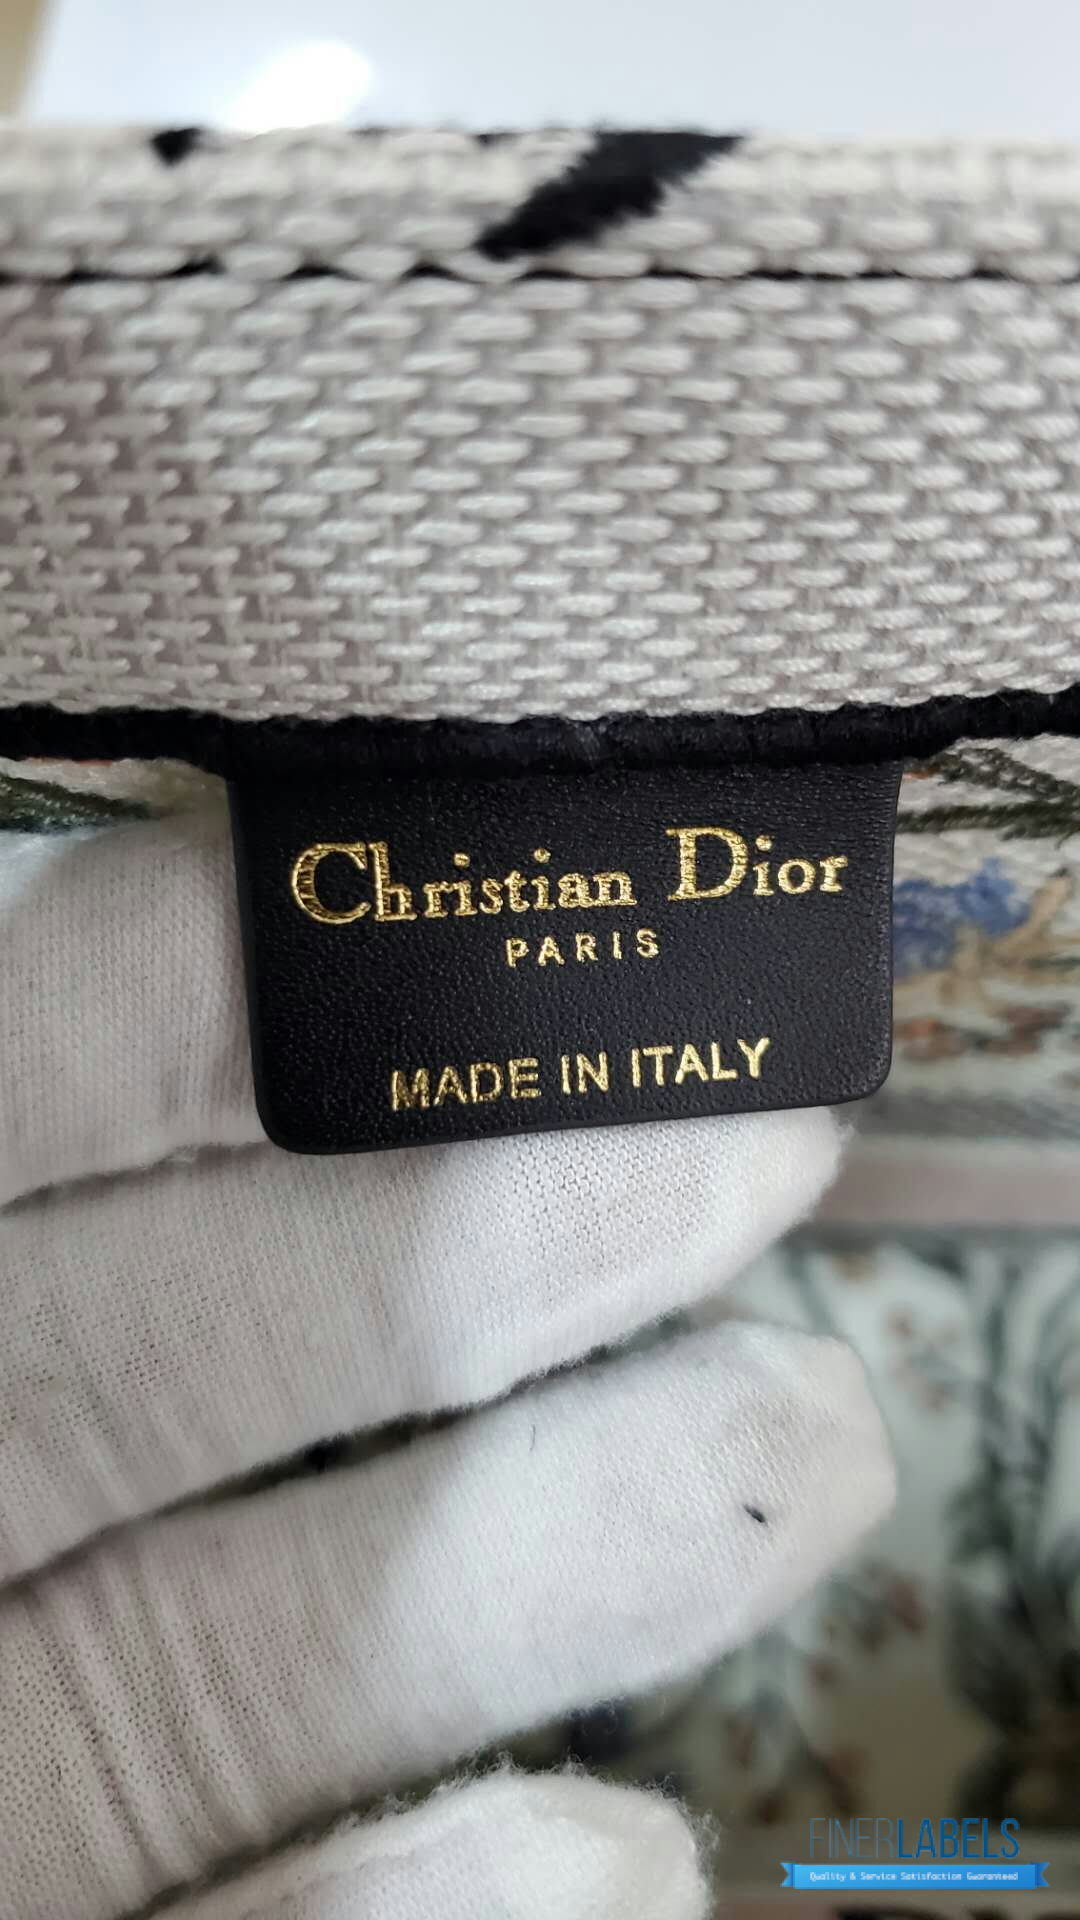 Christian Dior
PARIS
MADE IN ITALY
FINERLABELS
Quality & Service Satisfaction Guaranteed